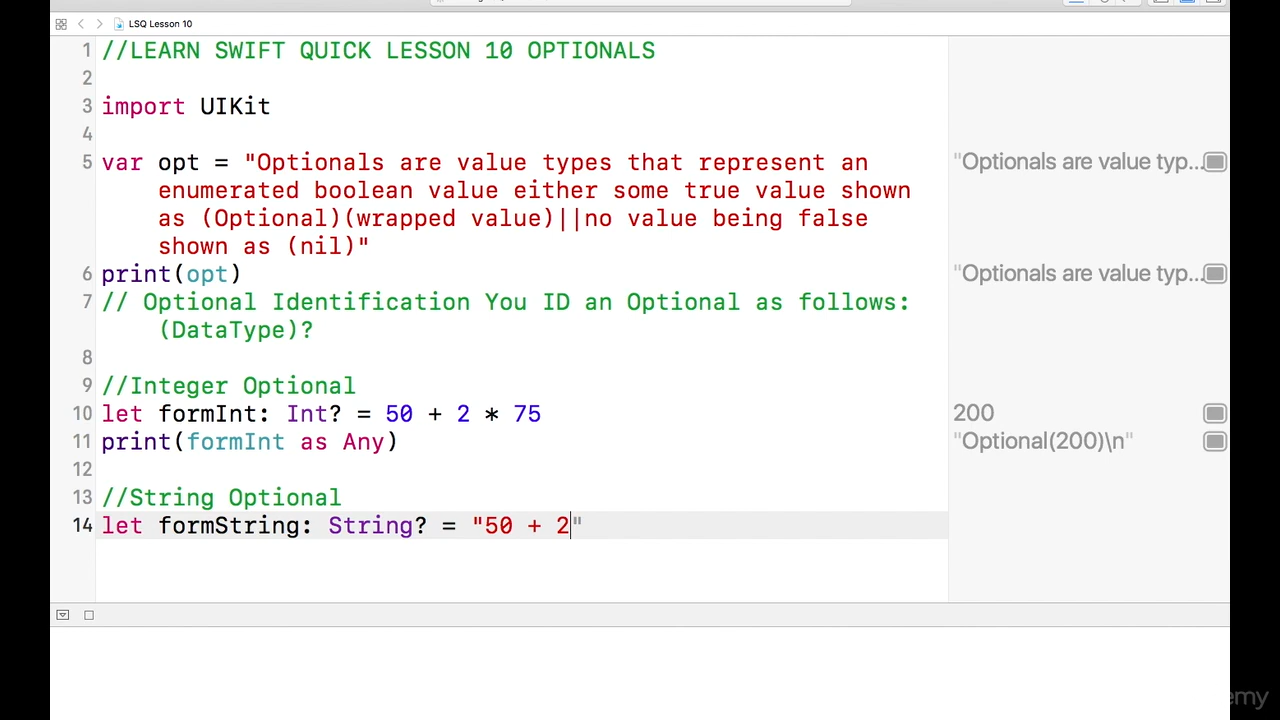 LSQ Lesson 10
1 //LEARN SWIFT QUICK LESSON 10 OPTIONALS
2
3 import UIKit
4
5 var opt = "Optionals are value types that represent an "Optionals are value typ...
enumerated boolean value either some true value shown
as (Optional)(wrapped value)||no value being false
shown as (nil)"
6 print(opt) "Optionals are value typ...
7 // Optional Identification You ID an Optional as follows:
(DataType)?
8
9 //Integer Optional
10 let formInt: Int? = 50 + 2 * 75 200
11 print(formInt as Any) "Optional(200)\n"
12
13 //String Optional
14 let formString: String? = "50 + 2"
emy